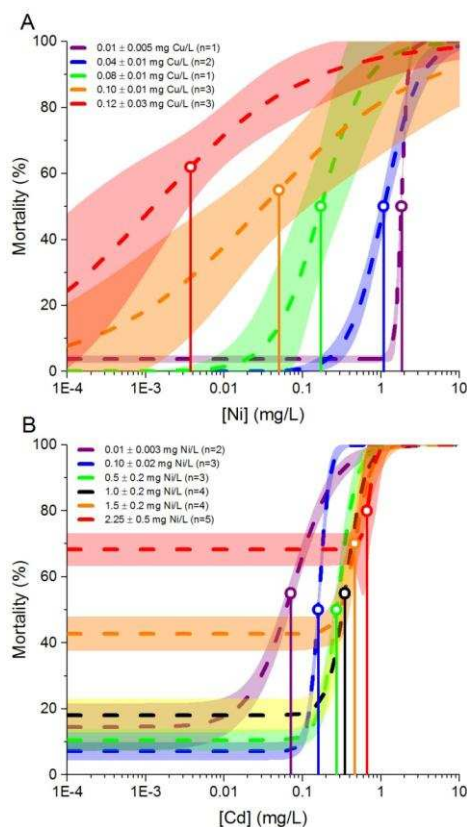 A
0.01 ± 0.005 mg Cu/L (n=1)
0.04 ± 0.01 mg Cu/L (n=2)
0.08 ± 0.01 mg Cu/L (n=1)
0.10 ± 0.01 mg Cu/L (n=3)
0.12 ± 0.03 mg Cu/L (n=3)
100
80
60
40
20
0
Mortality (%)
1E-4 1E-3 0.01 0.1 1 10
[Ni] (mg/L)
B
0.01 ± 0.003 mg Ni/L (n=2)
0.10 ± 0.02 mg Ni/L (n=3)
0.5 ± 0.2 mg Ni/L (n=3)
1.0 ± 0.2 mg Ni/L (n=4)
1.5 ± 0.2 mg Ni/L (n=4)
2.25 ± 0.5 mg Ni/L (n=5)
100
80
60
40
20
0
Mortality (%)
1E-4 1E-3 0.01 0.1 1 10
[Cd] (mg/L)